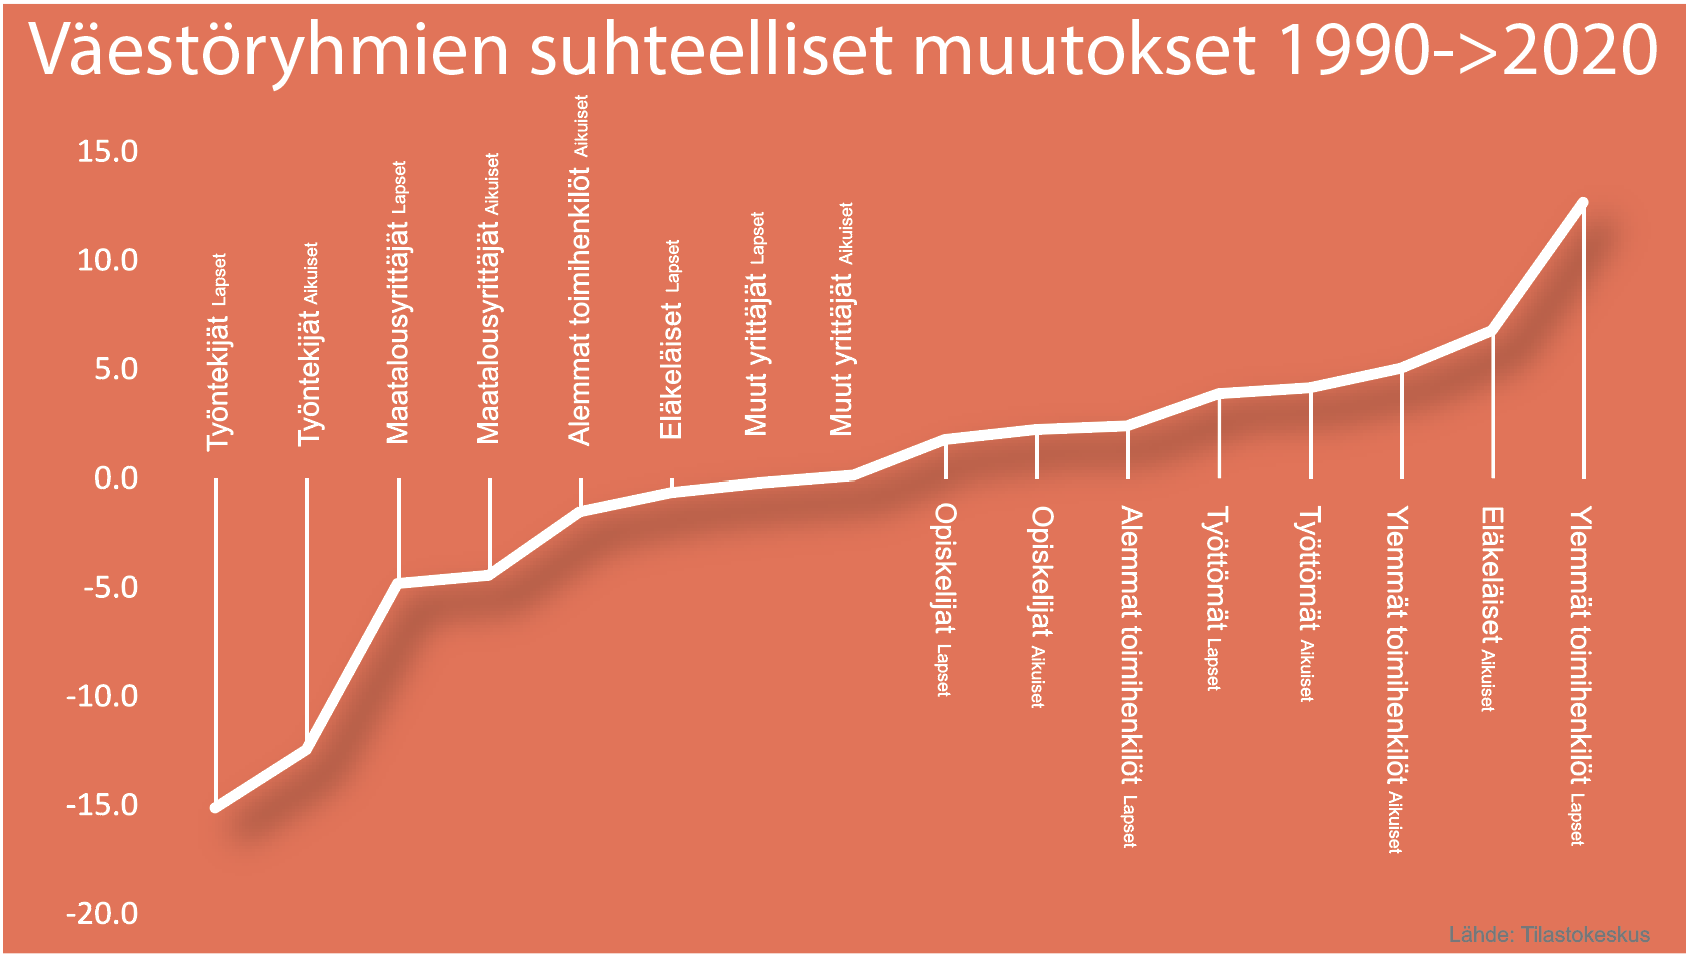 Väestöryhmien suhteelliset muutokset 1990->2020
15.0
10.0
5.0
0.0
-5.0
-10.0
-15.0
-20.0
Työntekijät Lapset
Työntekijät Aikuiset
Maatalousyrittäjät Lapset
Maatalousyrittäjät Aikuiset
Alemmat toimihenkilöt Aikuiset
Eläkeläiset Lapset
Muut yrittäjät Lapset
Muut yrittäjät Aikuiset
Opiskelijat Lapset
Opiskelijat Aikuiset
Alemmat toimihenkilöt Lapset
Työttömät Lapset
Työttömät Aikuiset
Ylemmät toimihenkilöt Aikuiset
Eläkeläiset Aikuiset
Ylemmät toimihenkilöt Lapset
Lähde: Tilastokeskus